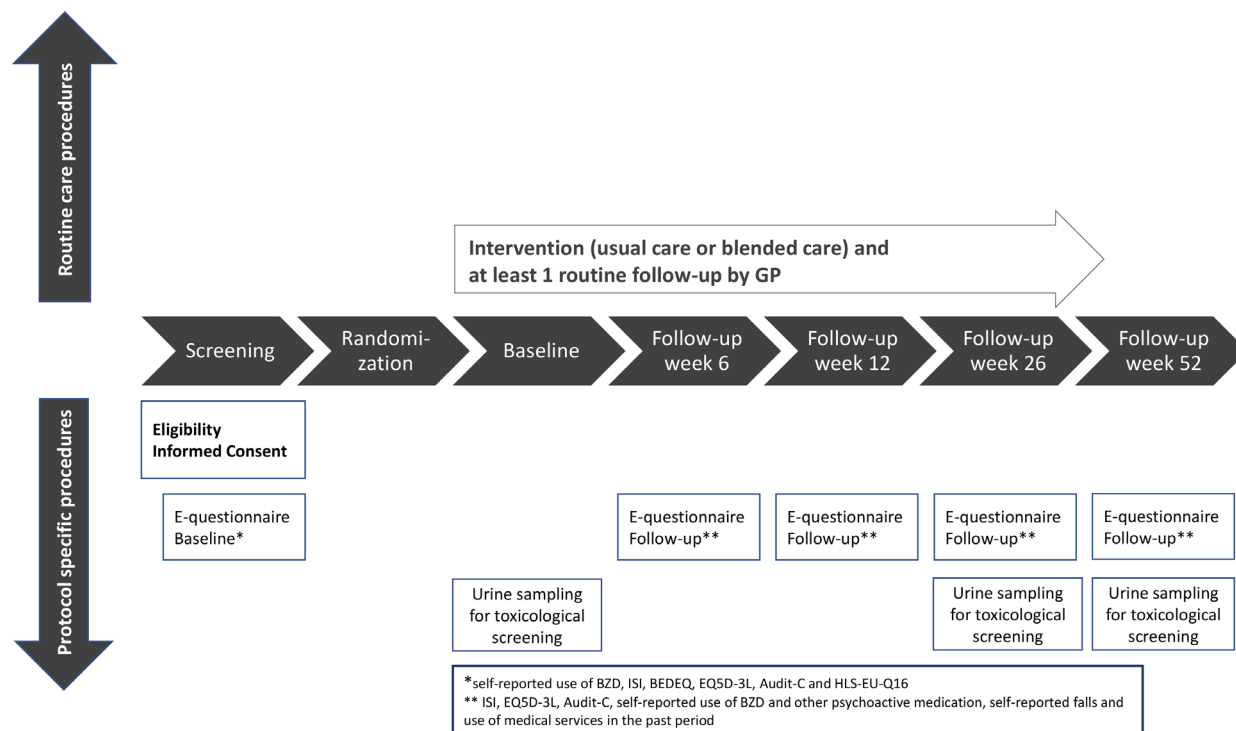 Routine care procedures
Intervention (usual care or blended care) and
at least 1 routine follow-up by GP
Screening
Randomi-
zation
Baseline
Follow-up
week 6
Follow-up
week 12
Follow-up
week 26
Follow-up
week 52
Protocol specific procedures
Eligibility
Informed Consent
E-questionnaire
Baseline*
E-questionnaire
Follow-up**
E-questionnaire
Follow-up**
E-questionnaire
Follow-up**
E-questionnaire
Follow-up**
Urine sampling
for toxicological
screening
Urine sampling
for toxicological
screening
Urine sampling
for toxicological
screening
*self-reported use of BZD, ISI, BEDEQ, EQ5D-3L, Audit-C and HLS-EU-Q16
** ISI, EQ5D-3L, Audit-C, self-reported use of BZD and other psychoactive medication, self-reported falls and
use of medical services in the past period